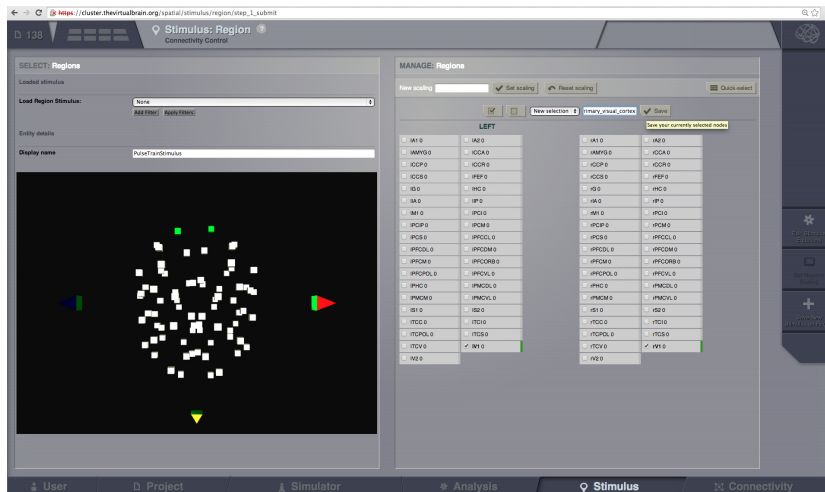 https://cluster.thevirtualbrain.org/spatial/stimulus/region/step_1_submit
138
Stimulus: Region
Connectivity Control
SELECT: Regions
Loaded stimulus
Load Region Stimulus: None
Add Filter Apply Filters
Entity details
Display name PulseTrainStimulus
MANAGE: Regions
New scaling Set scaling Reset scaling Quick-select
New selection rimary_visual_cortex Save
Save your currently selected nodes
LEFT
lA1 0 lA2 0 rA1 0 rA2 0
lAMYG 0 lCCA 0 rAMYG 0 rCCA 0
lCCP 0 lCCR 0 rCCP 0 rCCR 0
lCCS 0 lFEF 0 rCCS 0 rFEF 0
lG 0 lHC 0 rG 0 rHC 0
lIA 0 lIP 0 rIA 0 rIP 0
lM1 0 lPCI 0 rM1 0 rPCI 0
lPCIP 0 lPCM 0 rPCIP 0 rPCM 0
lPCS 0 lPFCCL 0 rPCS 0 rPFCCL 0
lPFCDL 0 lPFCDM 0 rPFCDL 0 rPFCDM 0
lPFCM 0 lPFCORB 0 rPFCM 0 rPFCORB 0
lPFCPOL 0 lPFCVL 0 rPFCPOL 0 rPFCVL 0
lPHC 0 lPMCDL 0 rPHC 0 rPMCDL 0
lPMCM 0 lPMCVL 0 rPMCM 0 rPMCVL 0
lS1 0 lS2 0 rS1 0 rS2 0
lTCC 0 lTCI 0 rTCC 0 rTCI 0
lTCPOL 0 lTCS 0 rTCPOL 0 rTCS 0
lTCV 0 lV1 0 rTCV 0 rV1 0
lV2 0 rV2 0
User Project Simulator Analysis Stimulus Connectivity